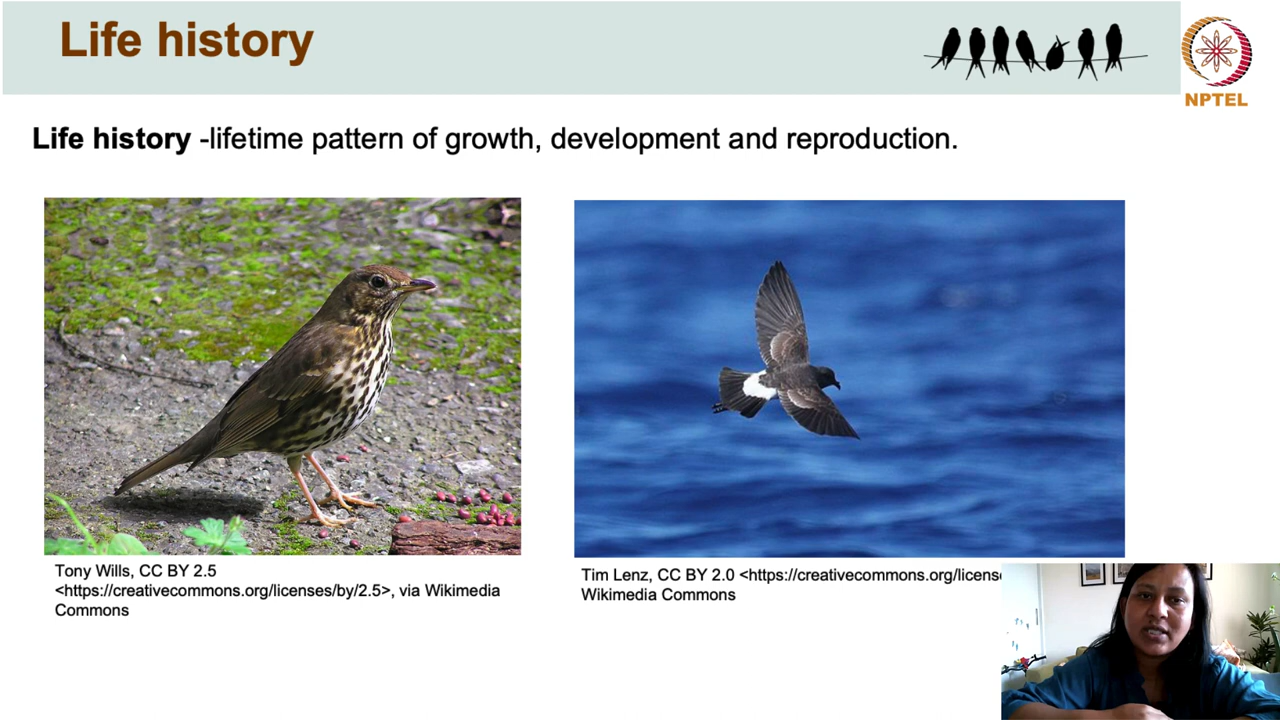 Life history
NPTEL
Life history -lifetime pattern of growth, development and reproduction.
Tony Wills, CC BY 2.5
<https://creativecommons.org/licenses/by/2.5>, via Wikimedia
Commons
Tim Lenz, CC BY 2.0 <https://creativecommons.org/license
Wikimedia Commons